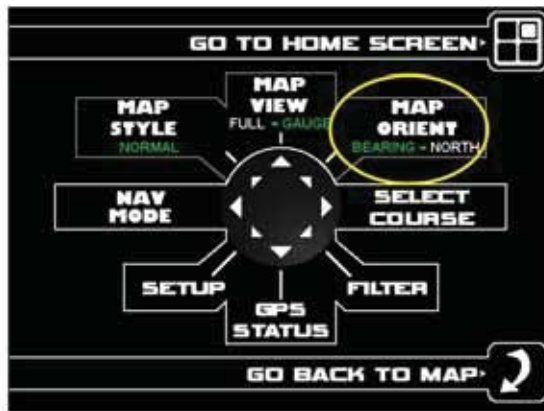 GO TO HOME SCREEN
MAP
VIEW
FULL - GAUGE
MAP
STYLE
NORMAL
MAP
ORIENT
BEARING - NORTH
NAV
MODE
SELECT
COURSE
SETUP
FILTER
GPS
STATUS
GO BACK TO MAP